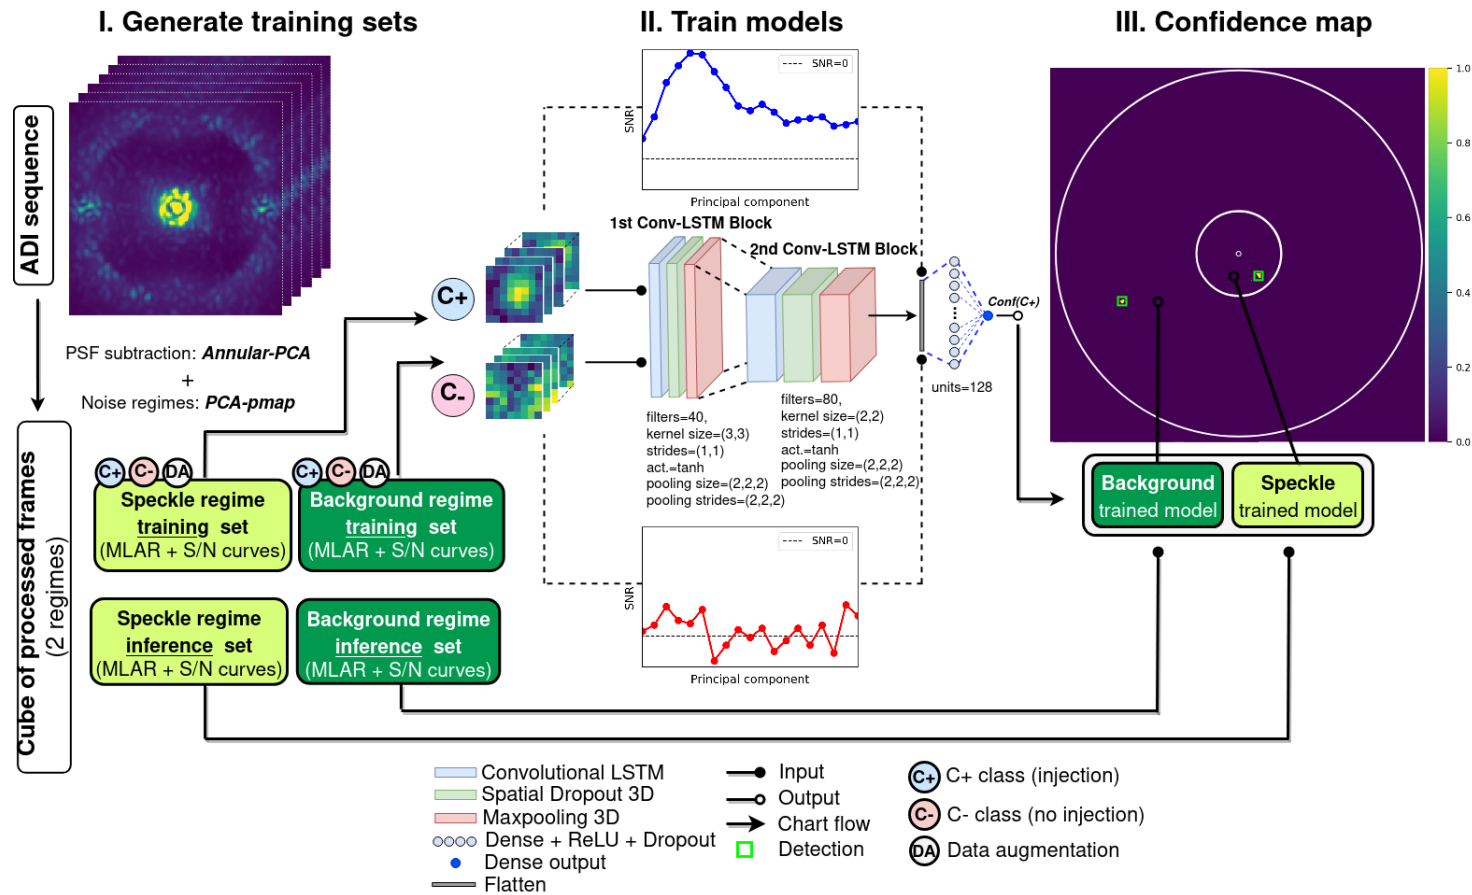 I. Generate training sets
II. Train models
III. Confidence map
ADI sequence
PSF subtraction: Annular-PCA
+
Noise regimes: PCA-pmap
Cube of processed frames
(2 regimes)
C+
C-
DA
Speckle regime
training set
(MLAR + S/N curves)
C+
C-
DA
Background regime
training set
(MLAR + S/N curves)
Speckle regime
inference set
(MLAR + S/N curves)
Background regime
inference set
(MLAR + S/N curves)
C+
C-
SNR
SNR=0
Principal component
1st Conv-LSTM Block
2nd Conv-LSTM Block
filters=40,
kernel size=(3,3)
strides=(1,1)
act.=tanh
pooling size=(2,2,2)
pooling strides=(2,2,2)
filters=80,
kernel size=(2,2)
strides=(1,1)
act.=tanh
pooling size=(2,2,2)
pooling strides=(2,2,2)
units=128
Conf(C+)
SNR
SNR=0
Principal component
1.0
0.8
0.6
0.4
0.2
0.0
Background
trained model
Speckle
trained model
Convolutional LSTM
Spatial Dropout 3D
Maxpooling 3D
Dense + ReLU + Dropout
Dense output
Flatten
Input
Output
Chart flow
Detection
C+ C+ class (injection)
C- C- class (no injection)
DA Data augmentation